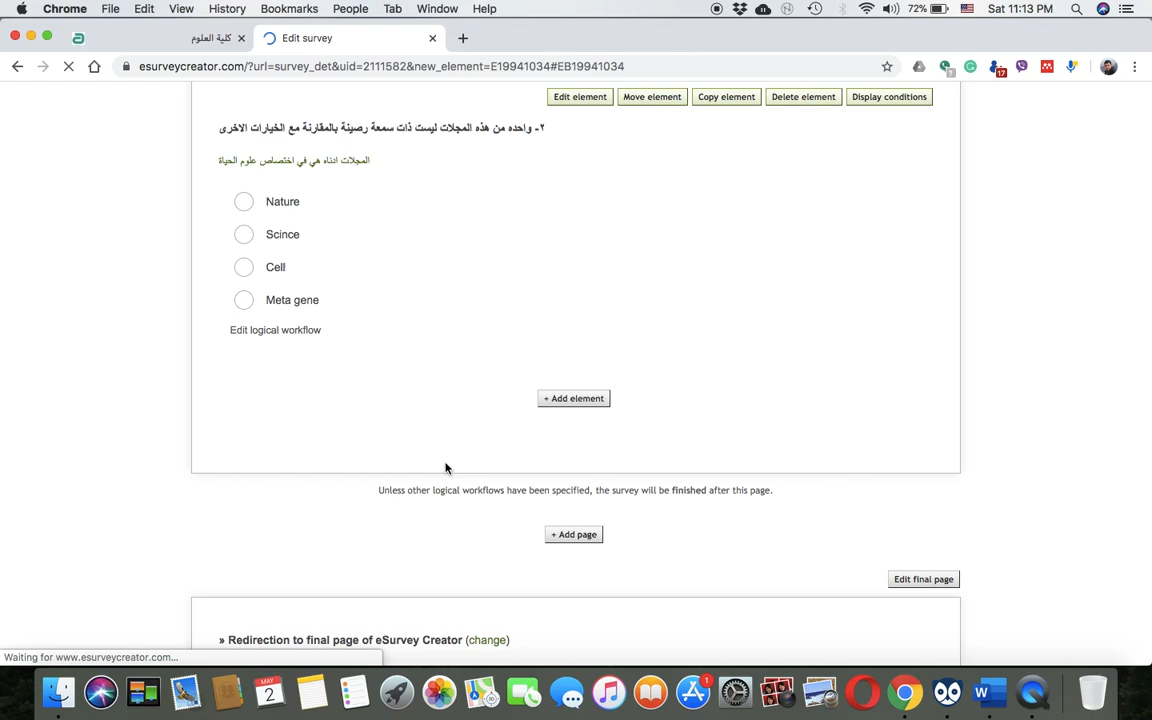 Chrome File Edit View History Bookmarks People Tab Window Help 72% Sat 11:13 PM
كلية العلوم Edit survey
esurveycreator.com/?url=survey_det&uid=2111582&new_element=E19941034#EB19941034
7 17
Edit element Move element Copy element Delete element Display conditions
٢- واحده من هذه المجلات ليست ذات سمعة رصينة بالمقارنة مع الخيارات الاخرى
المجلات ادناه هي في اختصاص علوم الحياة
Nature
Scince
Cell
Meta gene
Edit logical workflow
+ Add element
Unless other logical workflows have been specified, the survey will be finished after this page.
+ Add page
Edit final page
» Redirection to final page of eSurvey Creator (change)
Waiting for www.esurveycreator.com...
MAY
2
1